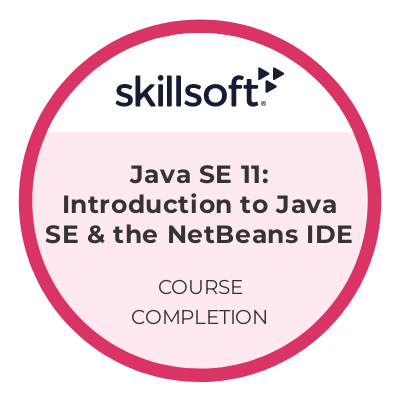 skillsoft®
Java SE 11:
Introduction to Java
SE & the NetBeans IDE
COURSE
COMPLETION